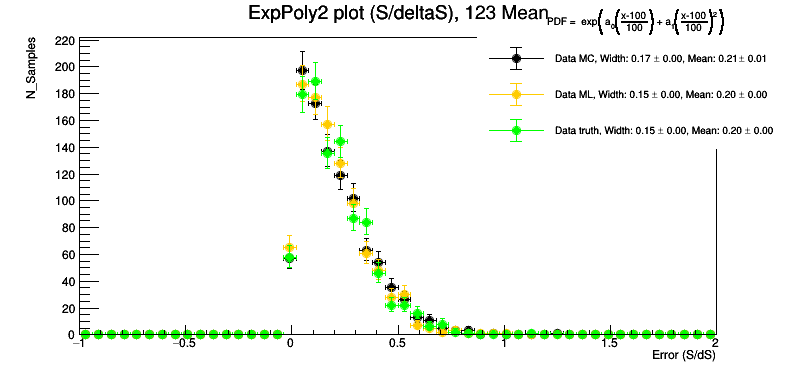 ExpPoly2 plot (S/deltaS), 123 Mean
PDF = exp(a₀(x-100/100) + a₁(x-100/100)²)
N_Samples
Data MC, Width: 0.17 ± 0.00, Mean: 0.21 ± 0.01
Data ML, Width: 0.15 ± 0.00, Mean: 0.20 ± 0.00
Data truth, Width: 0.15 ± 0.00, Mean: 0.20 ± 0.00
220
200
180
160
140
120
100
80
60
40
20
0
−1 −0.5 0 0.5 1 1.5 2
Error (S/dS)